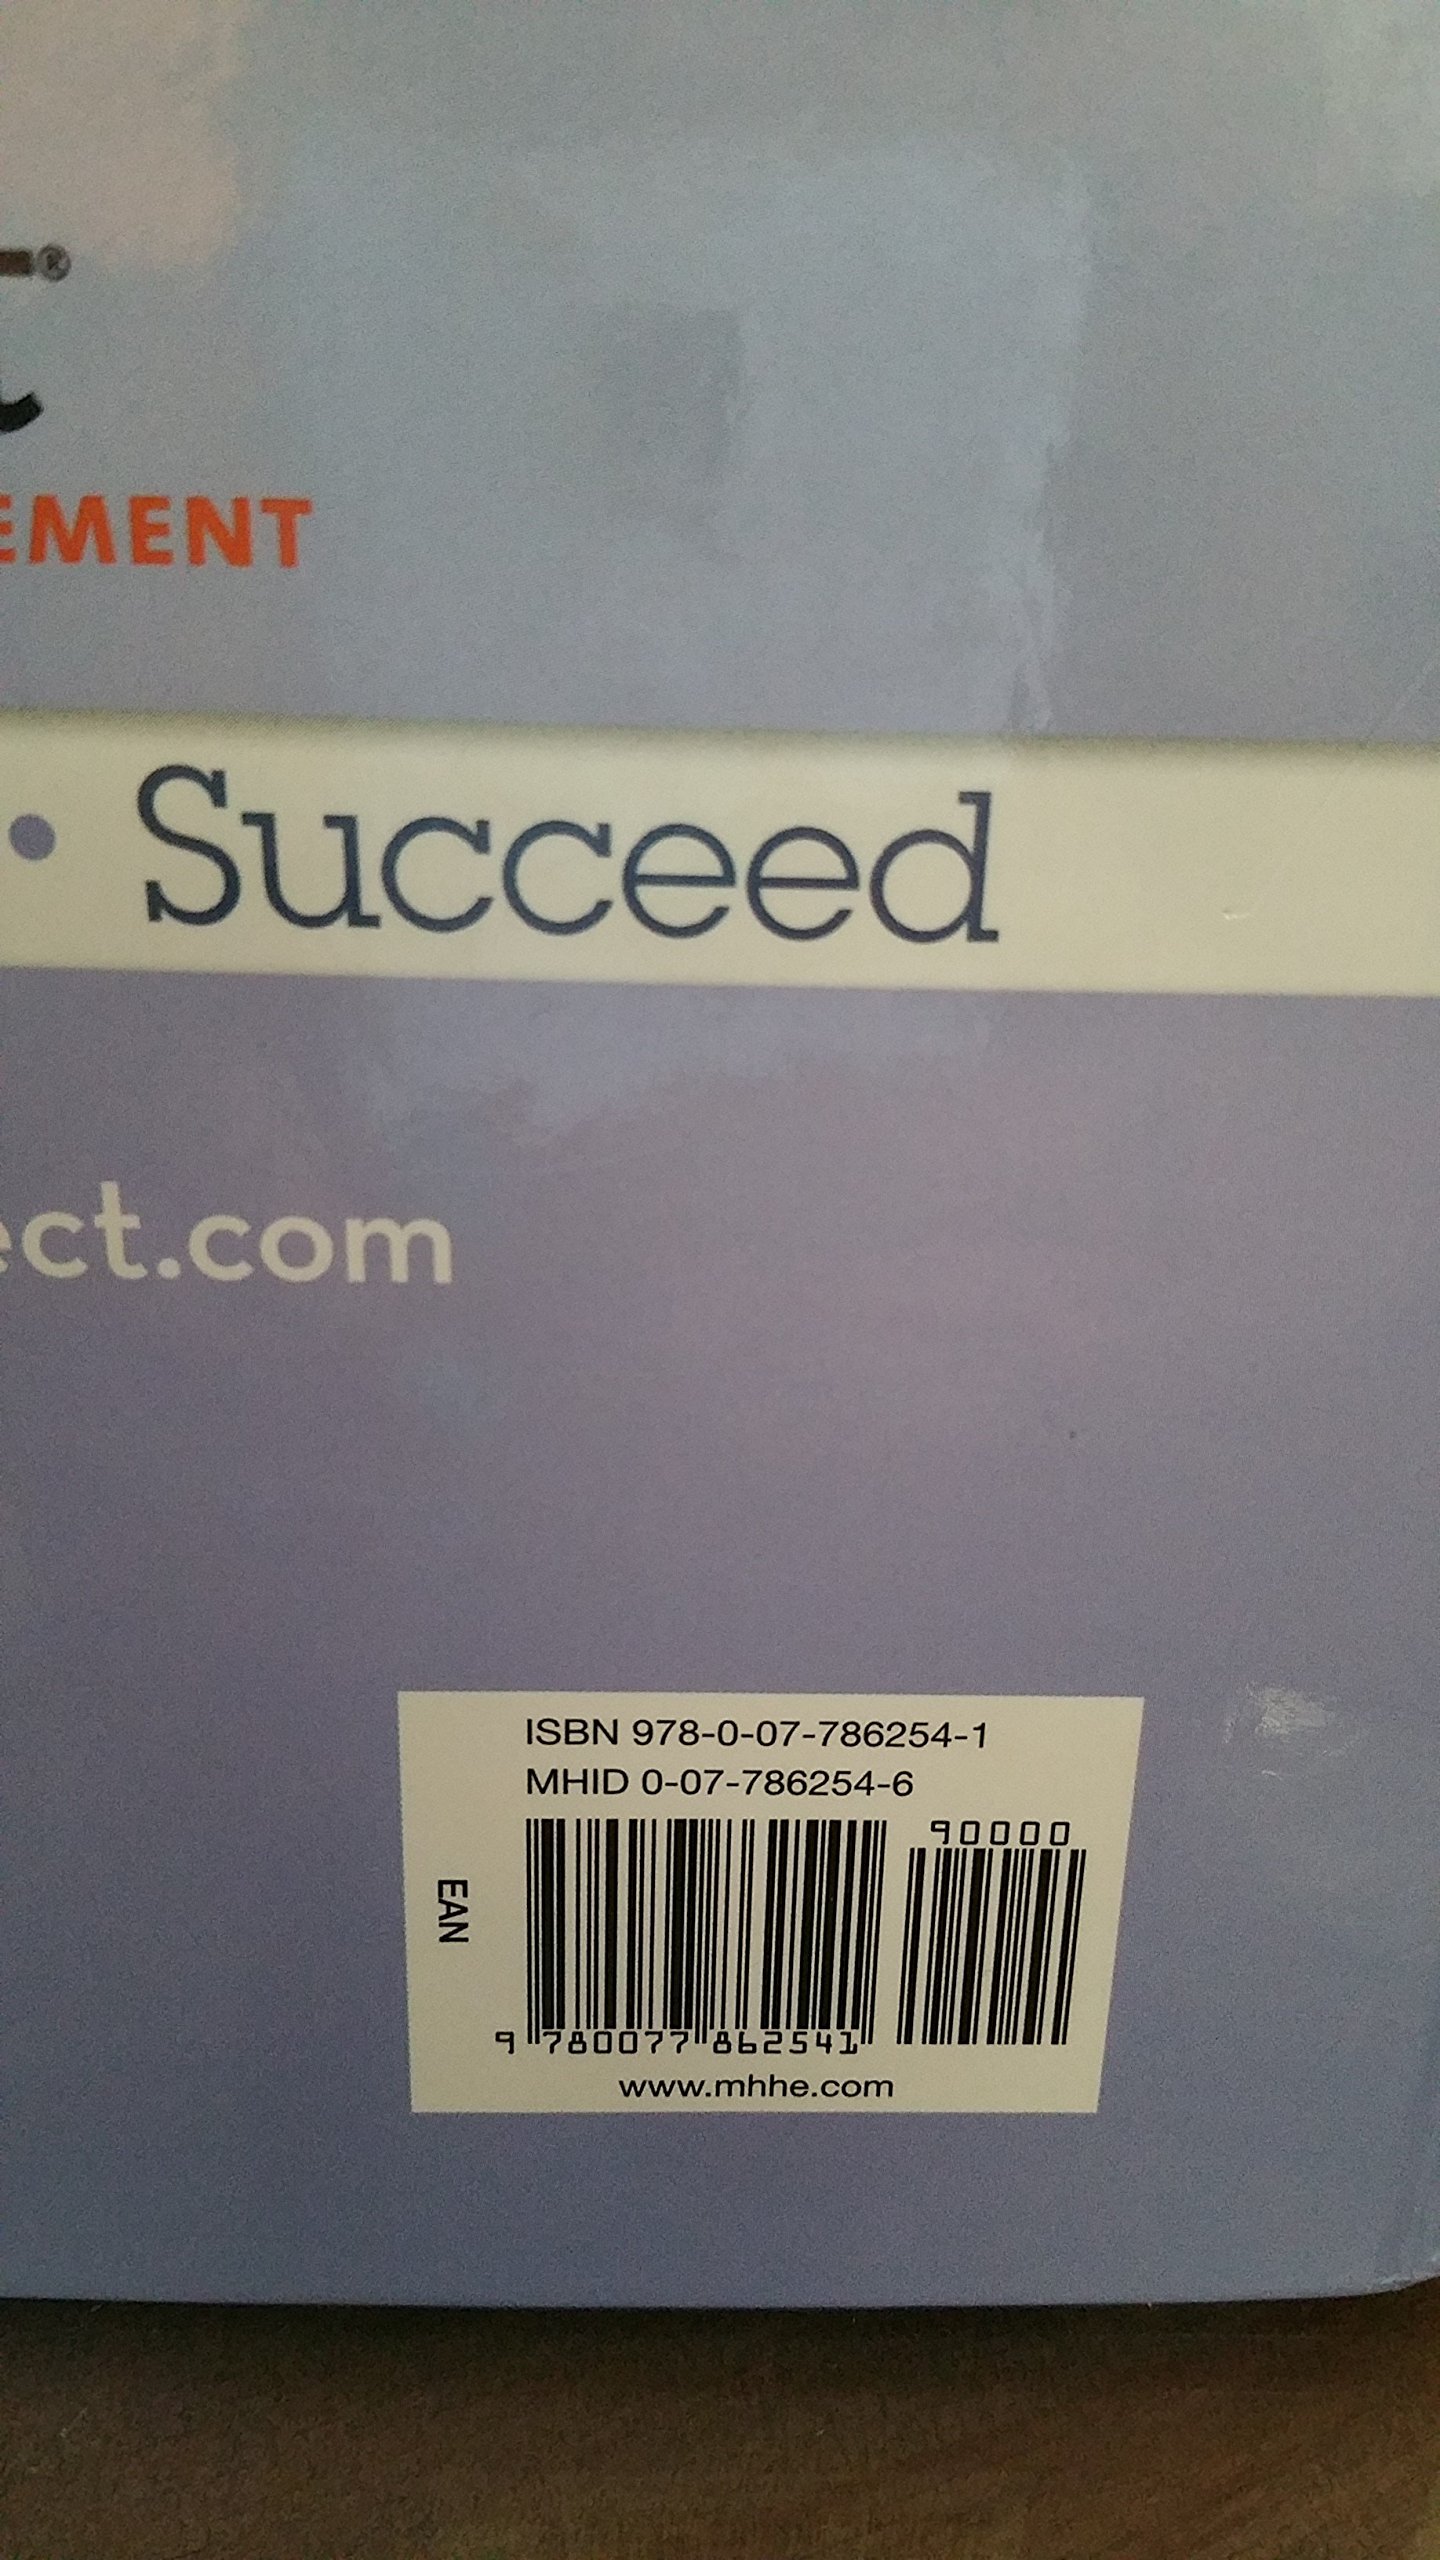 ®
t
EMENT
• Succeed
ect.com
ISBN 978-0-07-786254-1
MHID 0-07-786254-6
90000
EAN
9 780077 862541
www.mhhe.com